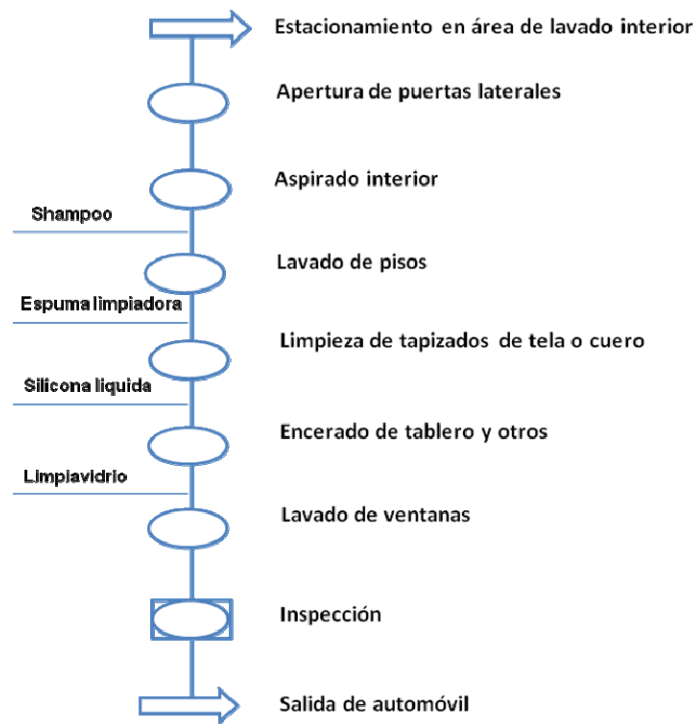 Estacionamiento en área de lavado interior
Apertura de puertas laterales
Aspirado interior
Shampoo
Lavado de pisos
Espuma limpiadora
Limpieza de tapizados de tela o cuero
Silicona liquida
Encerado de tablero y otros
Limpiavidrio
Lavado de ventanas
Inspección
Salida de automóvil